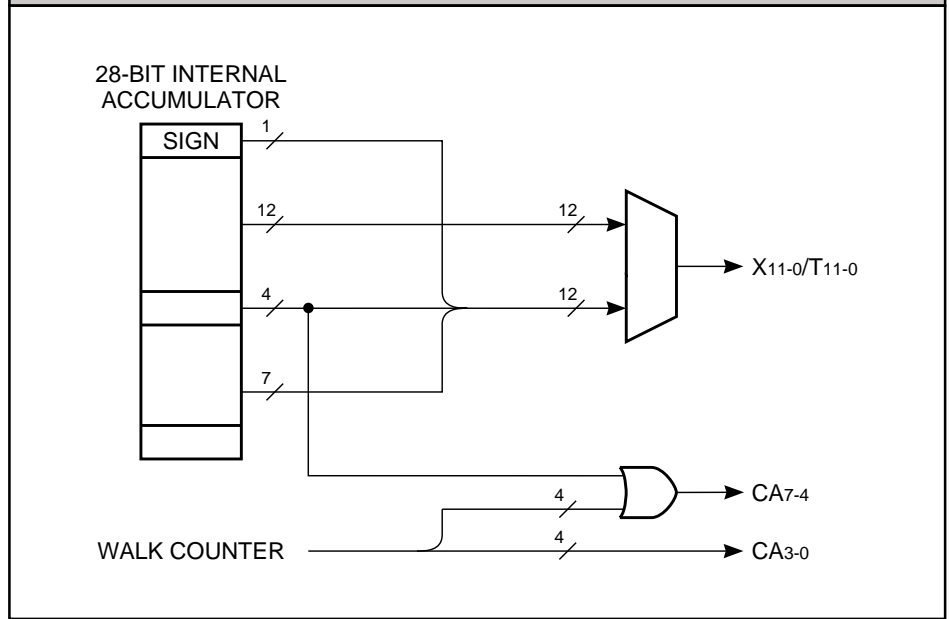 28-BIT INTERNAL
ACCUMULATOR
SIGN
1
12
12
X11-0/T11-0
4
12
7
4
CA7-4
WALK COUNTER
4
CA3-0